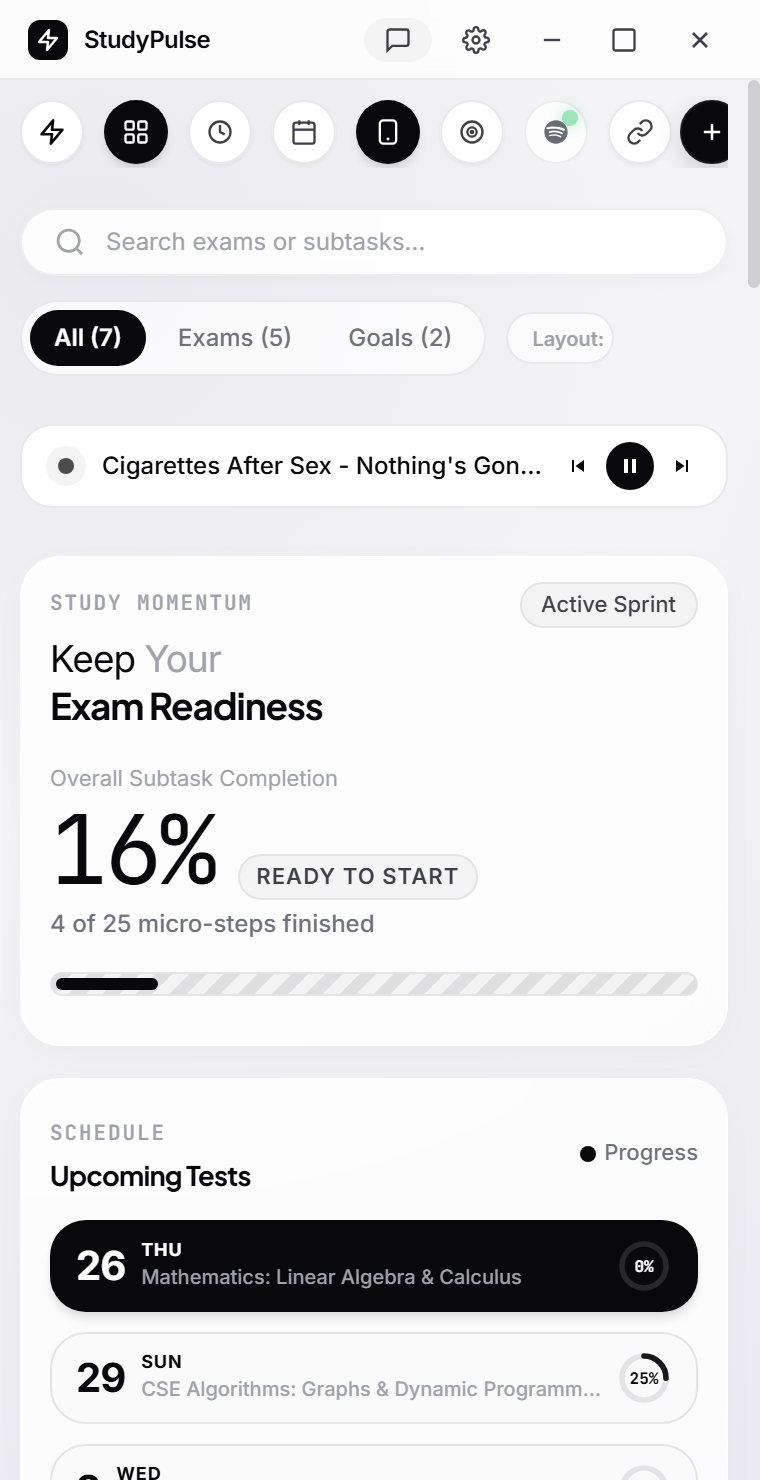 StudyPulse
Search exams or subtasks...
All (7) Exams (5) Goals (2) Layout:
Cigarettes After Sex - Nothing's Gon...
STUDY MOMENTUM
Active Sprint
Keep Your
Exam Readiness
Overall Subtask Completion
16% READY TO START
4 of 25 micro-steps finished
SCHEDULE
Upcoming Tests
Progress
26 THU
Mathematics: Linear Algebra & Calculus
0%
29 SUN
CSE Algorithms: Graphs & Dynamic Programm...
25%
WED